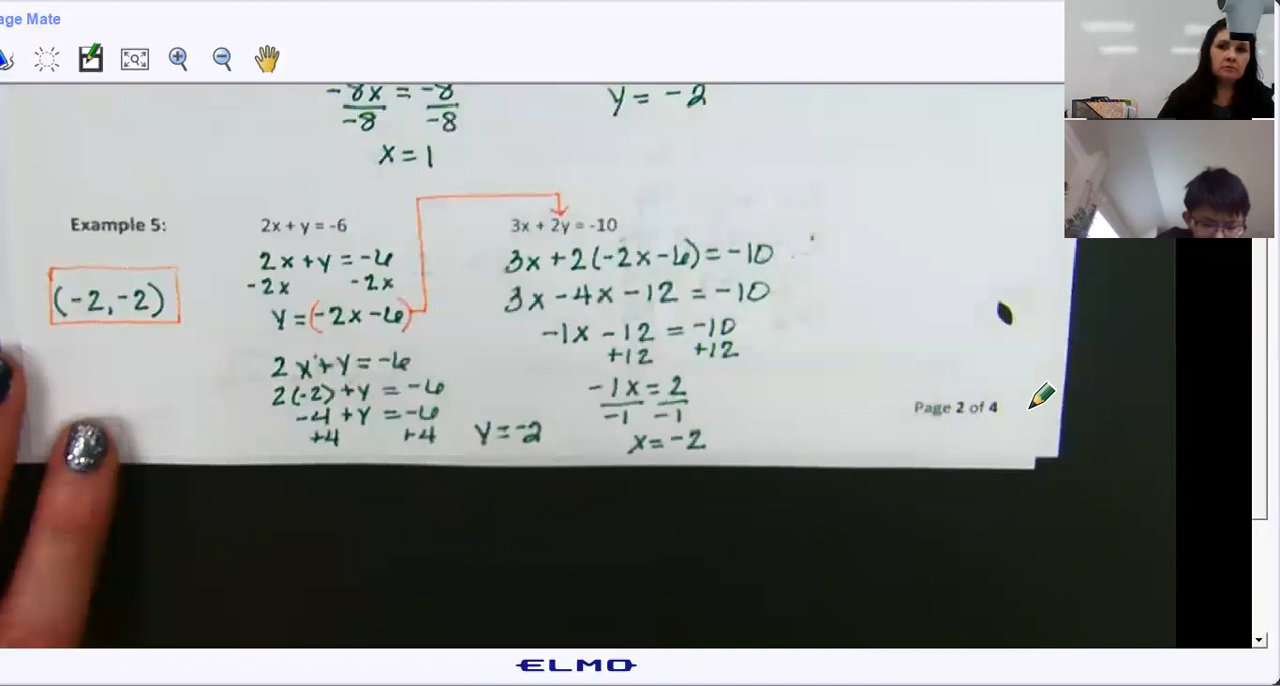 age Mate
-8x = -8
-8 -8
x = 1
y = -2
Example 5:
(-2,-2)
2x + y = -6
2x+y = -6
-2x -2x
y = (-2x-6)
2x+y = -6
2(-2)+y = -6
-4+y = -6
+4 +4
y = -2
3x + 2y = -10
3x+2(-2x-6) = -10
3x-4x-12 = -10
-1x-12 = -10
+12 +12
-1x = 2
-1 -1
x = -2
Page 2 of 4
ELMO